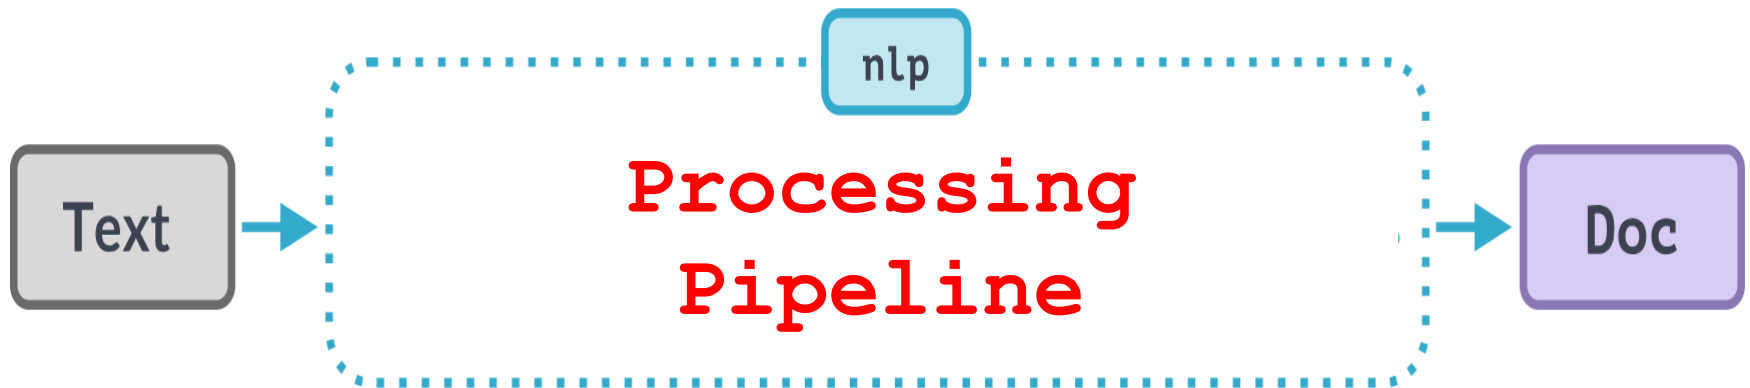 nlp
Text
Processing
Pipeline
Doc